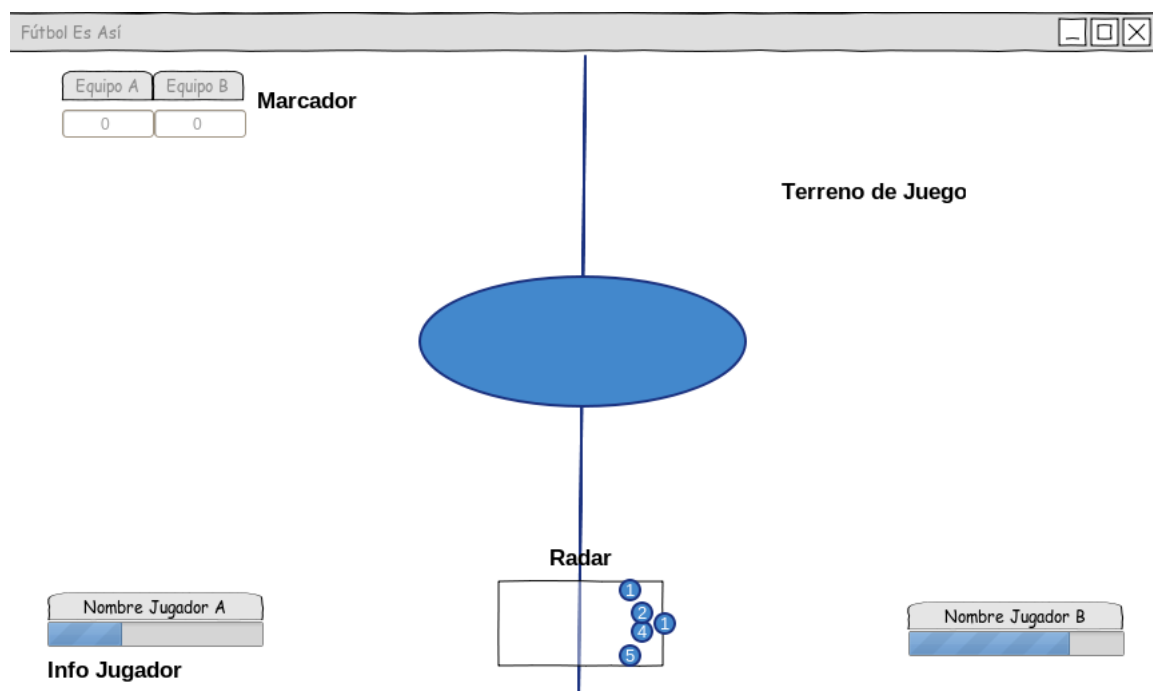 Fútbol Es Así
Equipo A Equipo B
Marcador
0 0
Terreno de Juego
Radar
1
2
1
4
5
Nombre Jugador A
Nombre Jugador B
Info Jugador